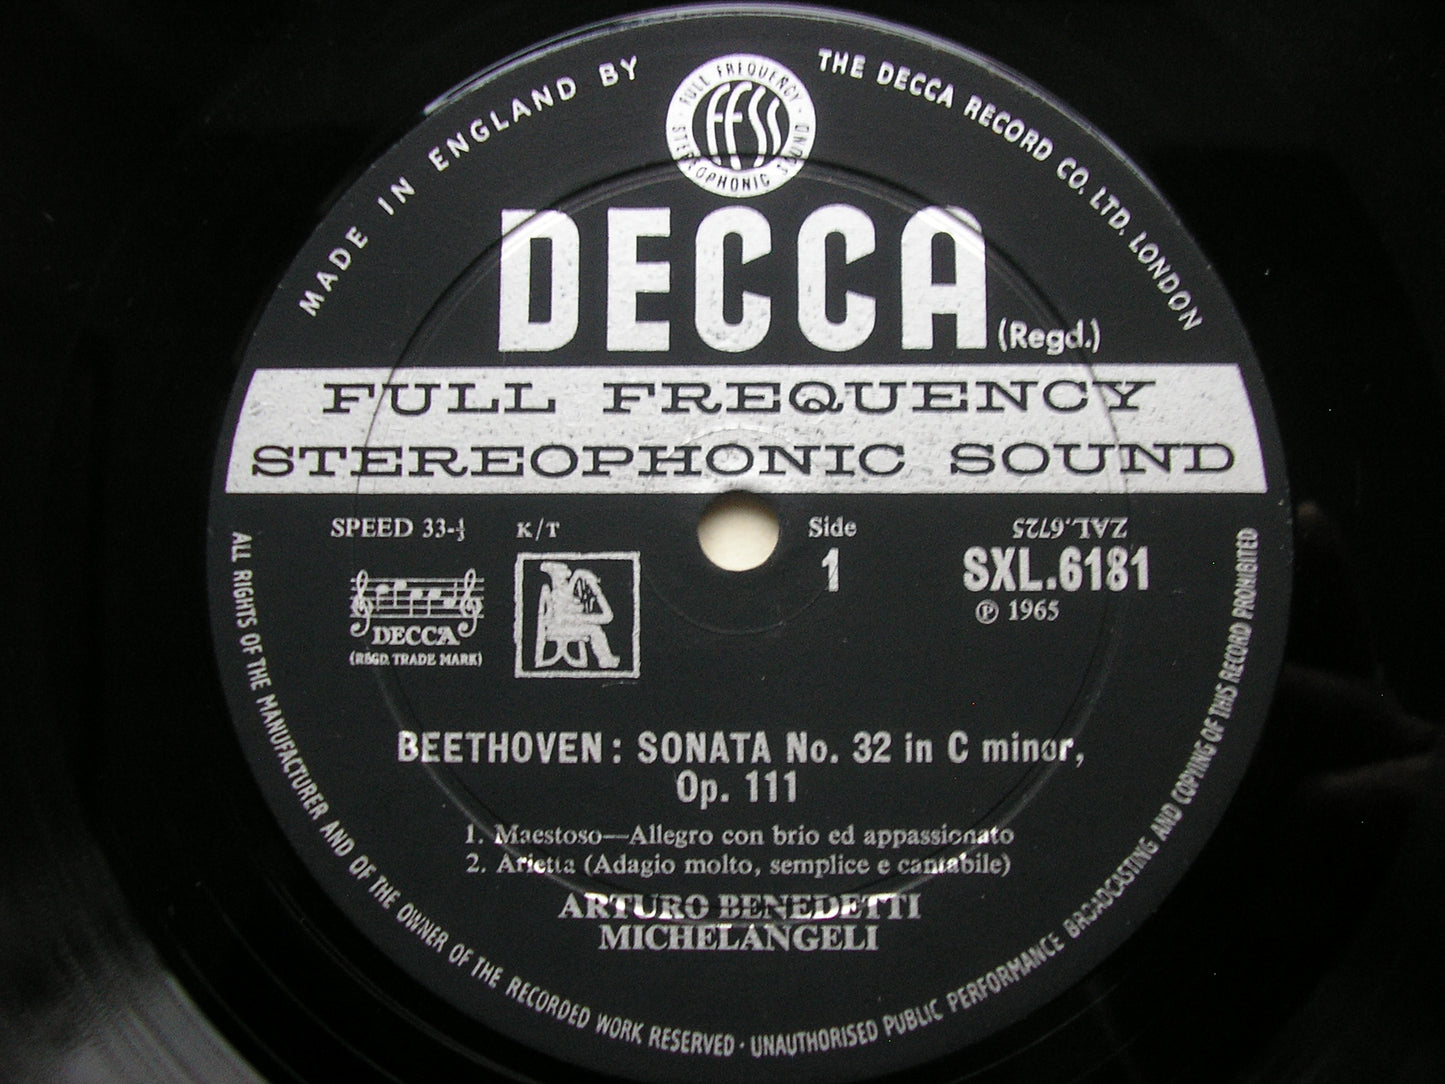 MADE IN ENGLAND BY
THE DECCA RECORD CO. LTD. LONDON
FULL FREQUENCY
FFSS
STEREOPHONIC SOUND
DECCA (Regd.)
FULL FREQUENCY
STEREOPHONIC SOUND
SPEED 33-⅓
K/T
Side
1
ZAL.6725
SXL.6181
℗ 1965
DECCA
(REGD. TRADE MARK)
BEETHOVEN: SONATA No. 32 in C minor,
Op. 111
1. Maestoso—Allegro con brio ed appassionato
2. Arietta (Adagio molto, semplice e cantabile)
ARTURO BENEDETTI
MICHELANGELI
ALL RIGHTS OF THE MANUFACTURER AND OF THE OWNER OF THE RECORDED WORK RESERVED · UNAUTHORISED PUBLIC PERFORMANCE BROADCASTING AND COPYING OF THIS RECORD PROHIBITED